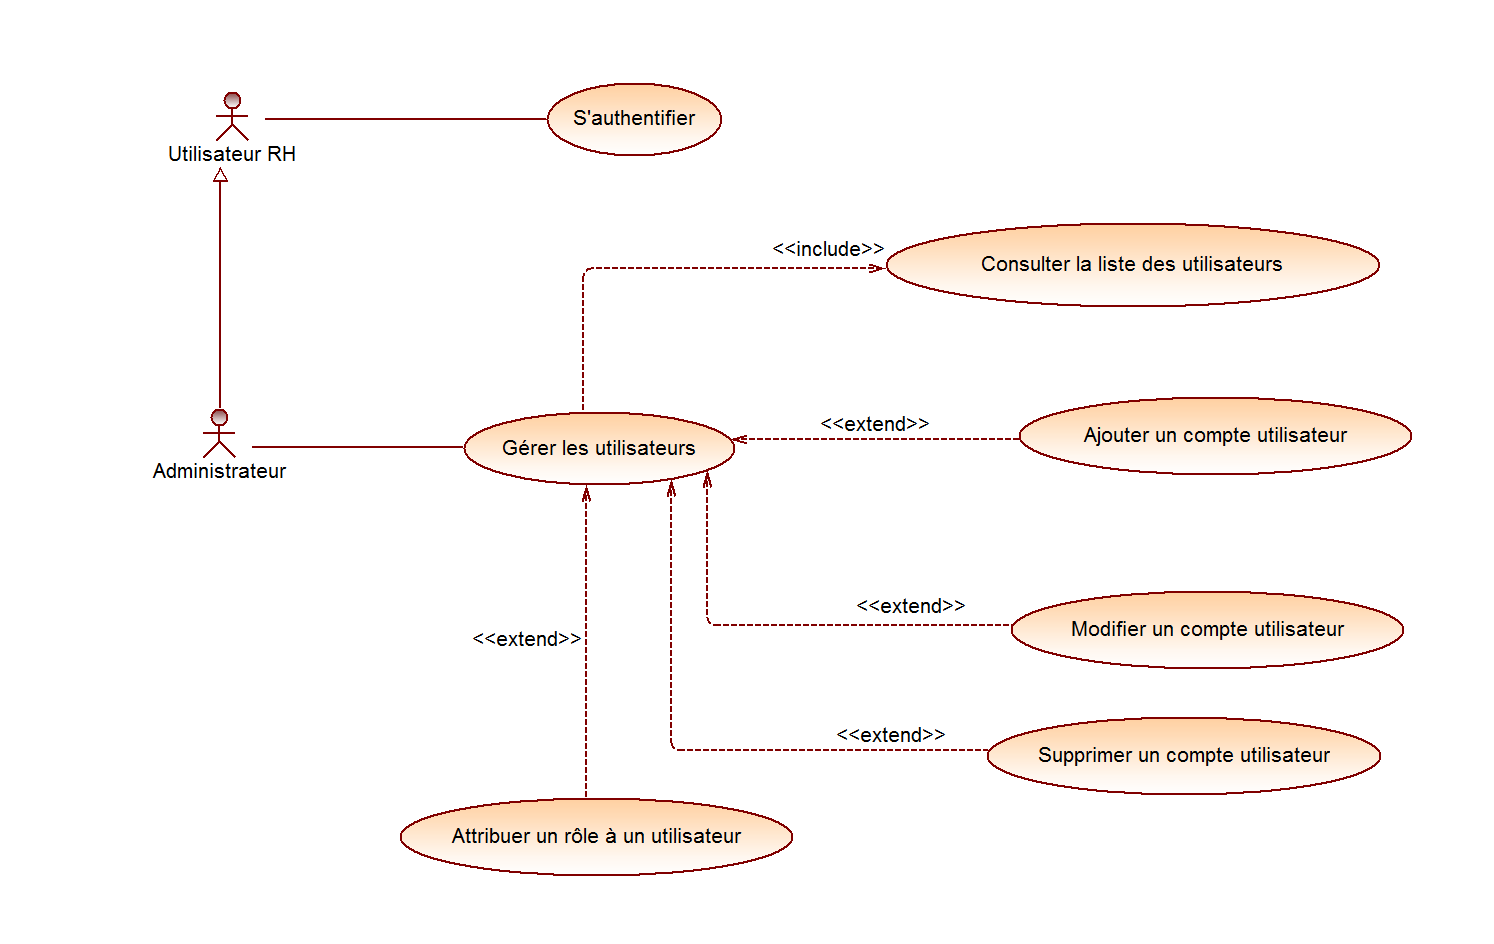 S'authentifier
Utilisateur RH
<<include>>
Consulter la liste des utilisateurs
<<extend>>
Ajouter un compte utilisateur
Gérer les utilisateurs
Administrateur
<<extend>>
Modifier un compte utilisateur
<<extend>>
<<extend>>
Supprimer un compte utilisateur
Attribuer un rôle à un utilisateur